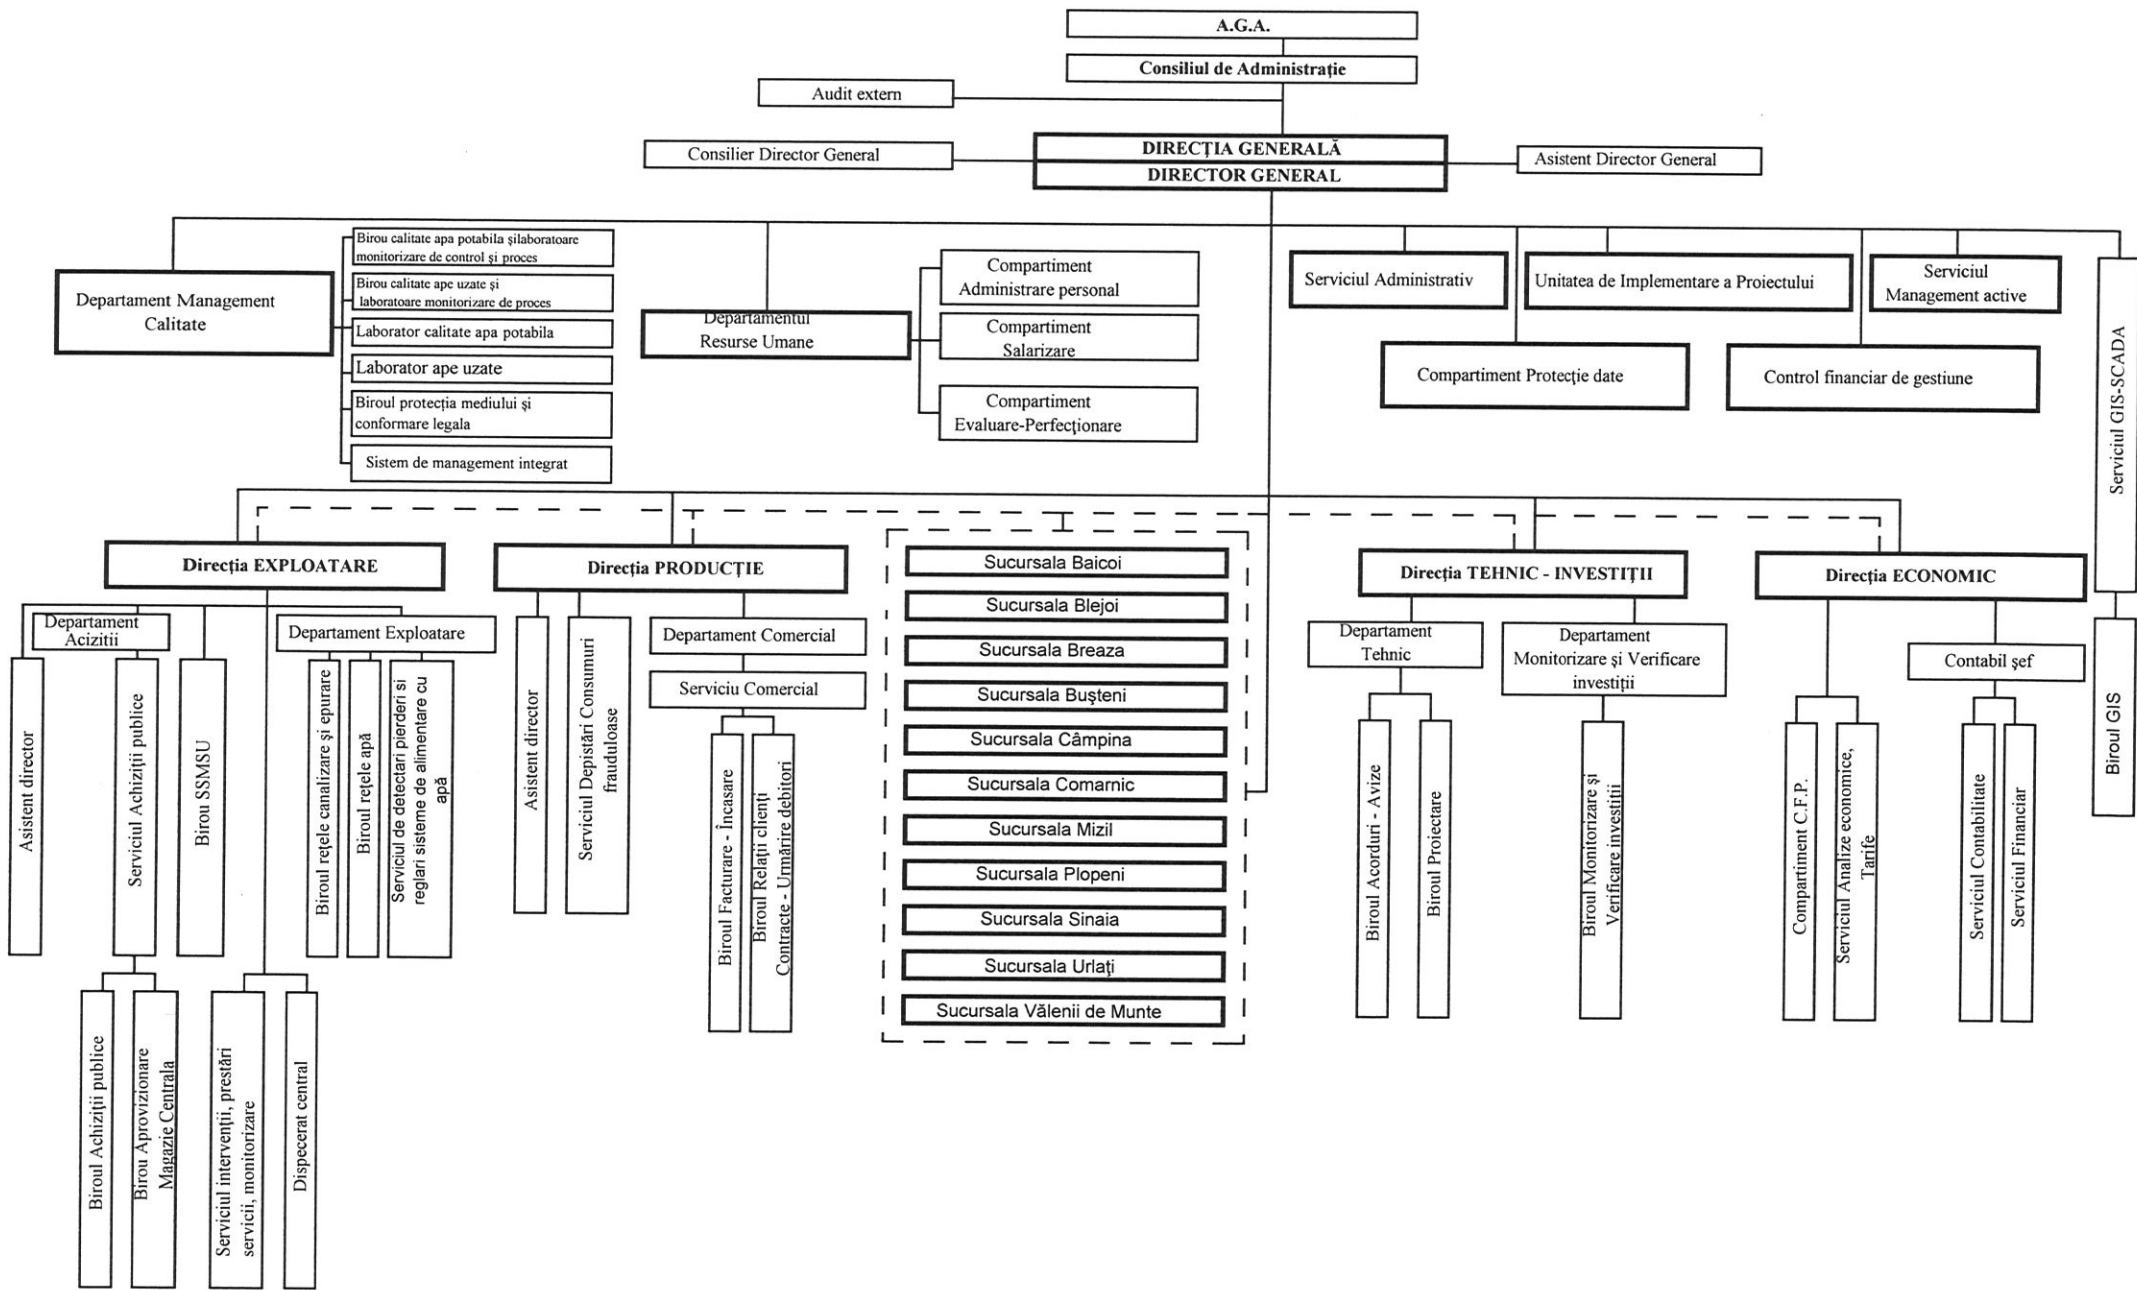 A.G.A.
Consiliul de Administrație
Audit extern
DIRECȚIA GENERALĂ
Consilier Director General
Asistent Director General
DIRECTOR GENERAL
Birou calitate apa potabila șilaboratoare
monitorizare de control și proces
Birou calitate ape uzate și
laboratoare monitorizare de proces
Departament Management
Calitate
Laborator calitate apa potabila
Laborator ape uzate
Biroul protecția mediului și
conformare legala
Sistem de management integrat
Departamentul
Resurse Umane
Compartiment
Administrare personal
Compartiment
Salarizare
Compartiment
Evaluare-Perfecționare
Serviciul Administrativ
Unitatea de Implementare a Proiectului
Serviciul
Management active
Compartiment Protecție date
Control financiar de gestiune
Serviciul GIS-SCADA
Biroul GIS
Direcția EXPLOATARE
Departament
Acizitii
Departament Exploatare
Asistent director
Serviciul Achiziții publice
Birou SSMSU
Biroul rețele canalizare și epurare
Biroul rețele apă
Serviciul de detectari pierderi si
reglari sisteme de alimentare cu
apă
Biroul Achiziții publice
Birou Aprovizionare
Magazie Centrala
Serviciul intervenții, prestări
servicii, monitorizare
Dispecerat central
Direcția PRODUCȚIE
Asistent director
Serviciul Depistări Consumuri
frauduloase
Departament Comercial
Serviciu Comercial
Biroul Facturare - Încasare
Biroul Relații clienți
Contracte - Urmărire debitori
Sucursala Baicoi
Sucursala Blejoi
Sucursala Breaza
Sucursala Bușteni
Sucursala Câmpina
Sucursala Comarnic
Sucursala Mizil
Sucursala Plopeni
Sucursala Sinaia
Sucursala Urlați
Sucursala Vălenii de Munte
Direcția TEHNIC - INVESTIȚII
Departament
Tehnic
Departament
Monitorizare și Verificare
investiții
Biroul Acorduri - Avize
Biroul Proiectare
Biroul Monitorizare și
Verificare investitii
Direcția ECONOMIC
Contabil șef
Compartiment C.F.P.
Serviciul Analize economice,
Tarife
Serviciul Contabilitate
Serviciul Financiar